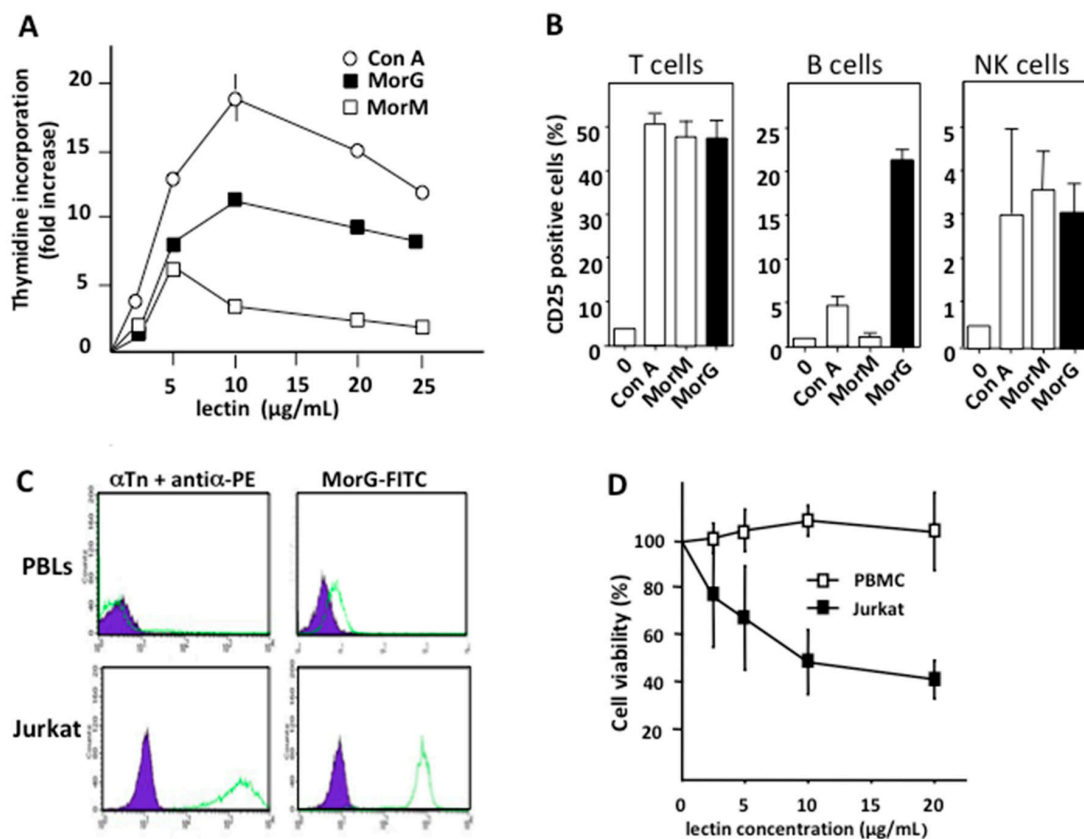 A
Thymidine incorporation
(fold increase)
20
15
10
5
0
5
10
15
20
25
lectin (µg/mL)
Con A
MorG
MorM
B
T cells
B cells
NK cells
CD25 positive cells (%)
50
40
30
20
10
0
0
Con A
MorM
MorG
25
20
15
10
5
0
0
Con A
MorM
MorG
5
4
3
2
1
0
0
Con A
MorM
MorG
C
αTn + antiα-PE
MorG-FITC
PBLs
Jurkat
Counts
Counts
Counts
Counts
D
Cell viability (%)
100
80
60
40
20
PBMC
Jurkat
0
5
10
15
20
lectin concentration (µg/mL)